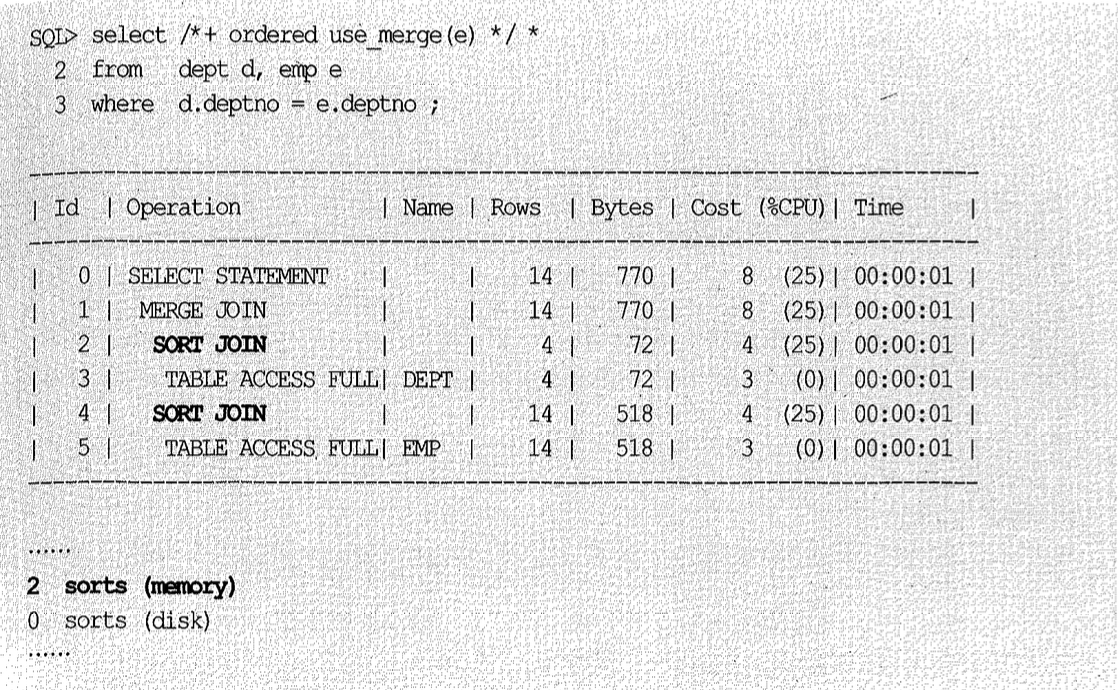 SQL> select /*+ ordered use_merge(e) */ *
  2  from   dept d, emp e
  3  where  d.deptno = e.deptno ;
--------------------------------------------------------------------------
| Id  | Operation           | Name | Rows  | Bytes | Cost (%CPU)| Time     |
--------------------------------------------------------------------------
|   0 | SELECT STATEMENT    |      |    14 |   770 |     8  (25)| 00:00:01 |
|   1 |  MERGE JOIN         |      |    14 |   770 |     8  (25)| 00:00:01 |
|   2 |   SORT JOIN         |      |     4 |    72 |     4  (25)| 00:00:01 |
|   3 |    TABLE ACCESS FULL| DEPT |     4 |    72 |     3   (0)| 00:00:01 |
|   4 |   SORT JOIN         |      |    14 |   518 |     4  (25)| 00:00:01 |
|   5 |    TABLE ACCESS FULL| EMP  |    14 |   518 |     3   (0)| 00:00:01 |
--------------------------------------------------------------------------
......
2  sorts (memory)
0  sorts (disk)
......